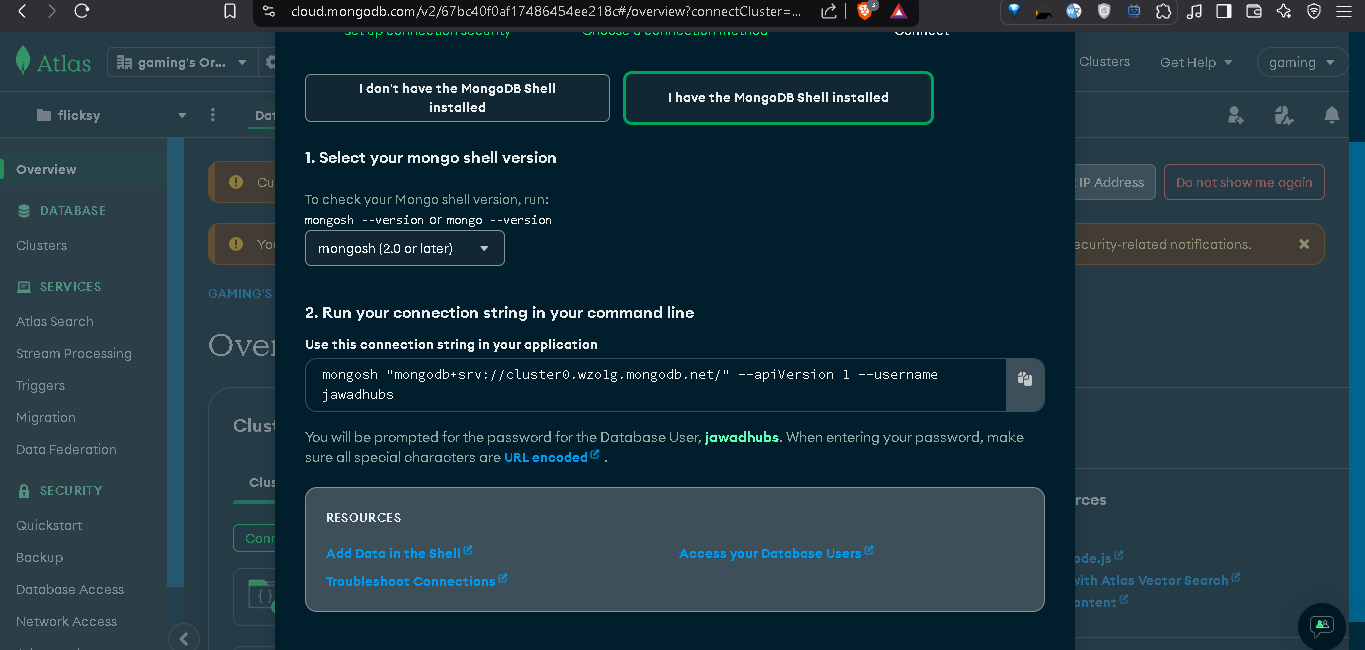 cloud.mongodb.com/v2/67bc40f0af17486454ee218c#/overview?connectCluster=...
3
Set up connection security
Choose a connection method
Connect
Atlas
gaming's Or...
Clusters
Get Help
gaming
flicksy
Dat
I don't have the MongoDB Shell
installed
I have the MongoDB Shell installed
Overview
DATABASE
Clusters
SERVICES
Atlas Search
Stream Processing
Triggers
Migration
Data Federation
SECURITY
Quickstart
Backup
Database Access
Network Access
Cu
IP Address
Do not show me again
You
ecurity-related notifications.
GAMING'S
Over
Clust
Clus
Conn
1. Select your mongo shell version
To check your Mongo shell version, run:
mongosh --version or mongo --version
mongosh (2.0 or later)
2. Run your connection string in your command line
Use this connection string in your application
mongosh "mongodb+srv://cluster0.wzo1g.mongodb.net/" --apiVersion 1 --username
jawadhubs
You will be prompted for the password for the Database User, jawadhubs. When entering your password, make
sure all special characters are URL encoded .
RESOURCES
Add Data in the Shell
Access your Database Users
Troubleshoot Connections
rces
ode.js
with Atlas Vector Search
ontent